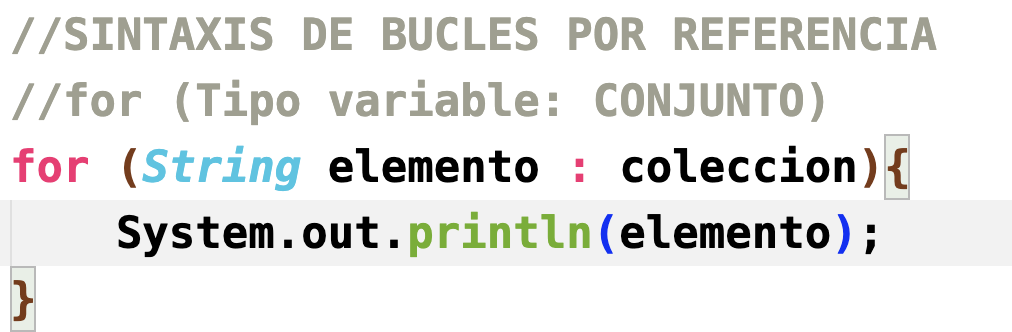 //SINTAXIS DE BUCLES POR REFERENCIA
//for (Tipo variable: CONJUNTO)
for (String elemento : coleccion){
    System.out.println(elemento);
}